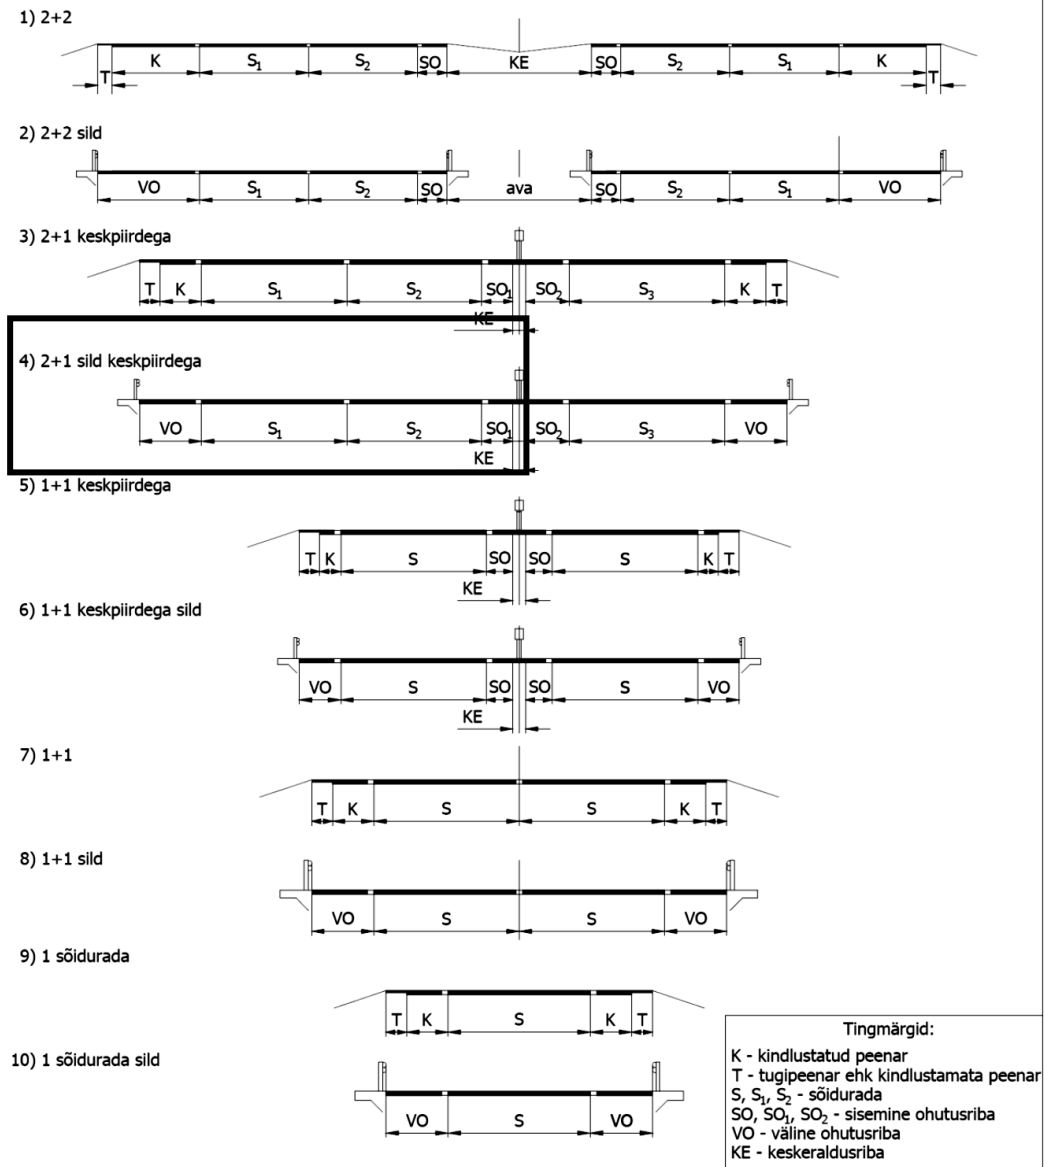 1) 2+2
T K S₁ S₂ SO KE SO S₂ S₁ K T
2) 2+2 sild
VO S₁ S₂ SO ava SO S₂ S₁ VO
3) 2+1 keskpiirdega
T K S₁ S₂ SO₁ SO₂ S₃ K T
KE
4) 2+1 sild keskpiirdega
VO S₁ S₂ SO₁ SO₂ S₃ VO
KE
5) 1+1 keskpiirdega
T K S SO SO S K T
KE
6) 1+1 keskpiirdega sild
VO S SO SO S VO
KE
7) 1+1
T K S S K T
8) 1+1 sild
VO S S VO
9) 1 sõidurada
T K S K T
10) 1 sõidurada sild
VO S VO
Tingmärgid:
K - kindlustatud peenar
T - tugipeenar ehk kindlustamata peenar
S, S₁, S₂ - sõidurada
SO, SO₁, SO₂ - sisemine ohutusriba
VO - väline ohutusriba
KE - keskeraldusriba